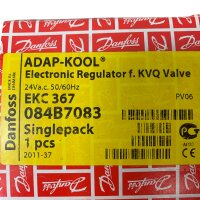 ADAP-KOOL®
Electronic Regulator f. KVQ Valve
24Va.c. 50/60Hz
EKC 367
PV06
084B7083
Singlepack
1 pcs
2011-37
Danfoss